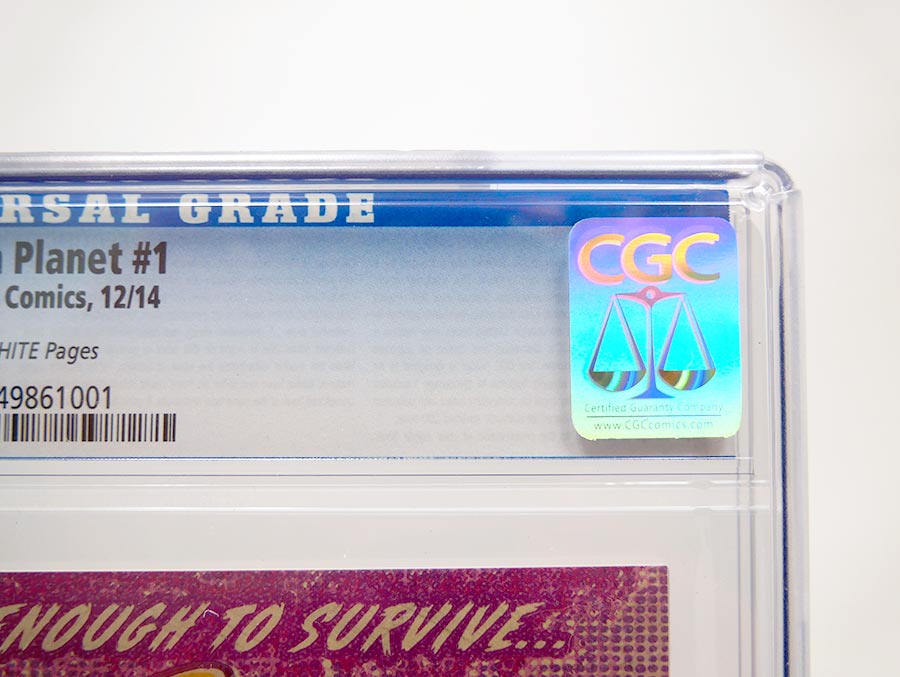 RSAL GRADE
Planet #1
Comics, 12/14
HITE Pages
49861001
CGC
Certified Guaranty Company
www.CGCcomics.com
ENOUGH TO SURVIVE...